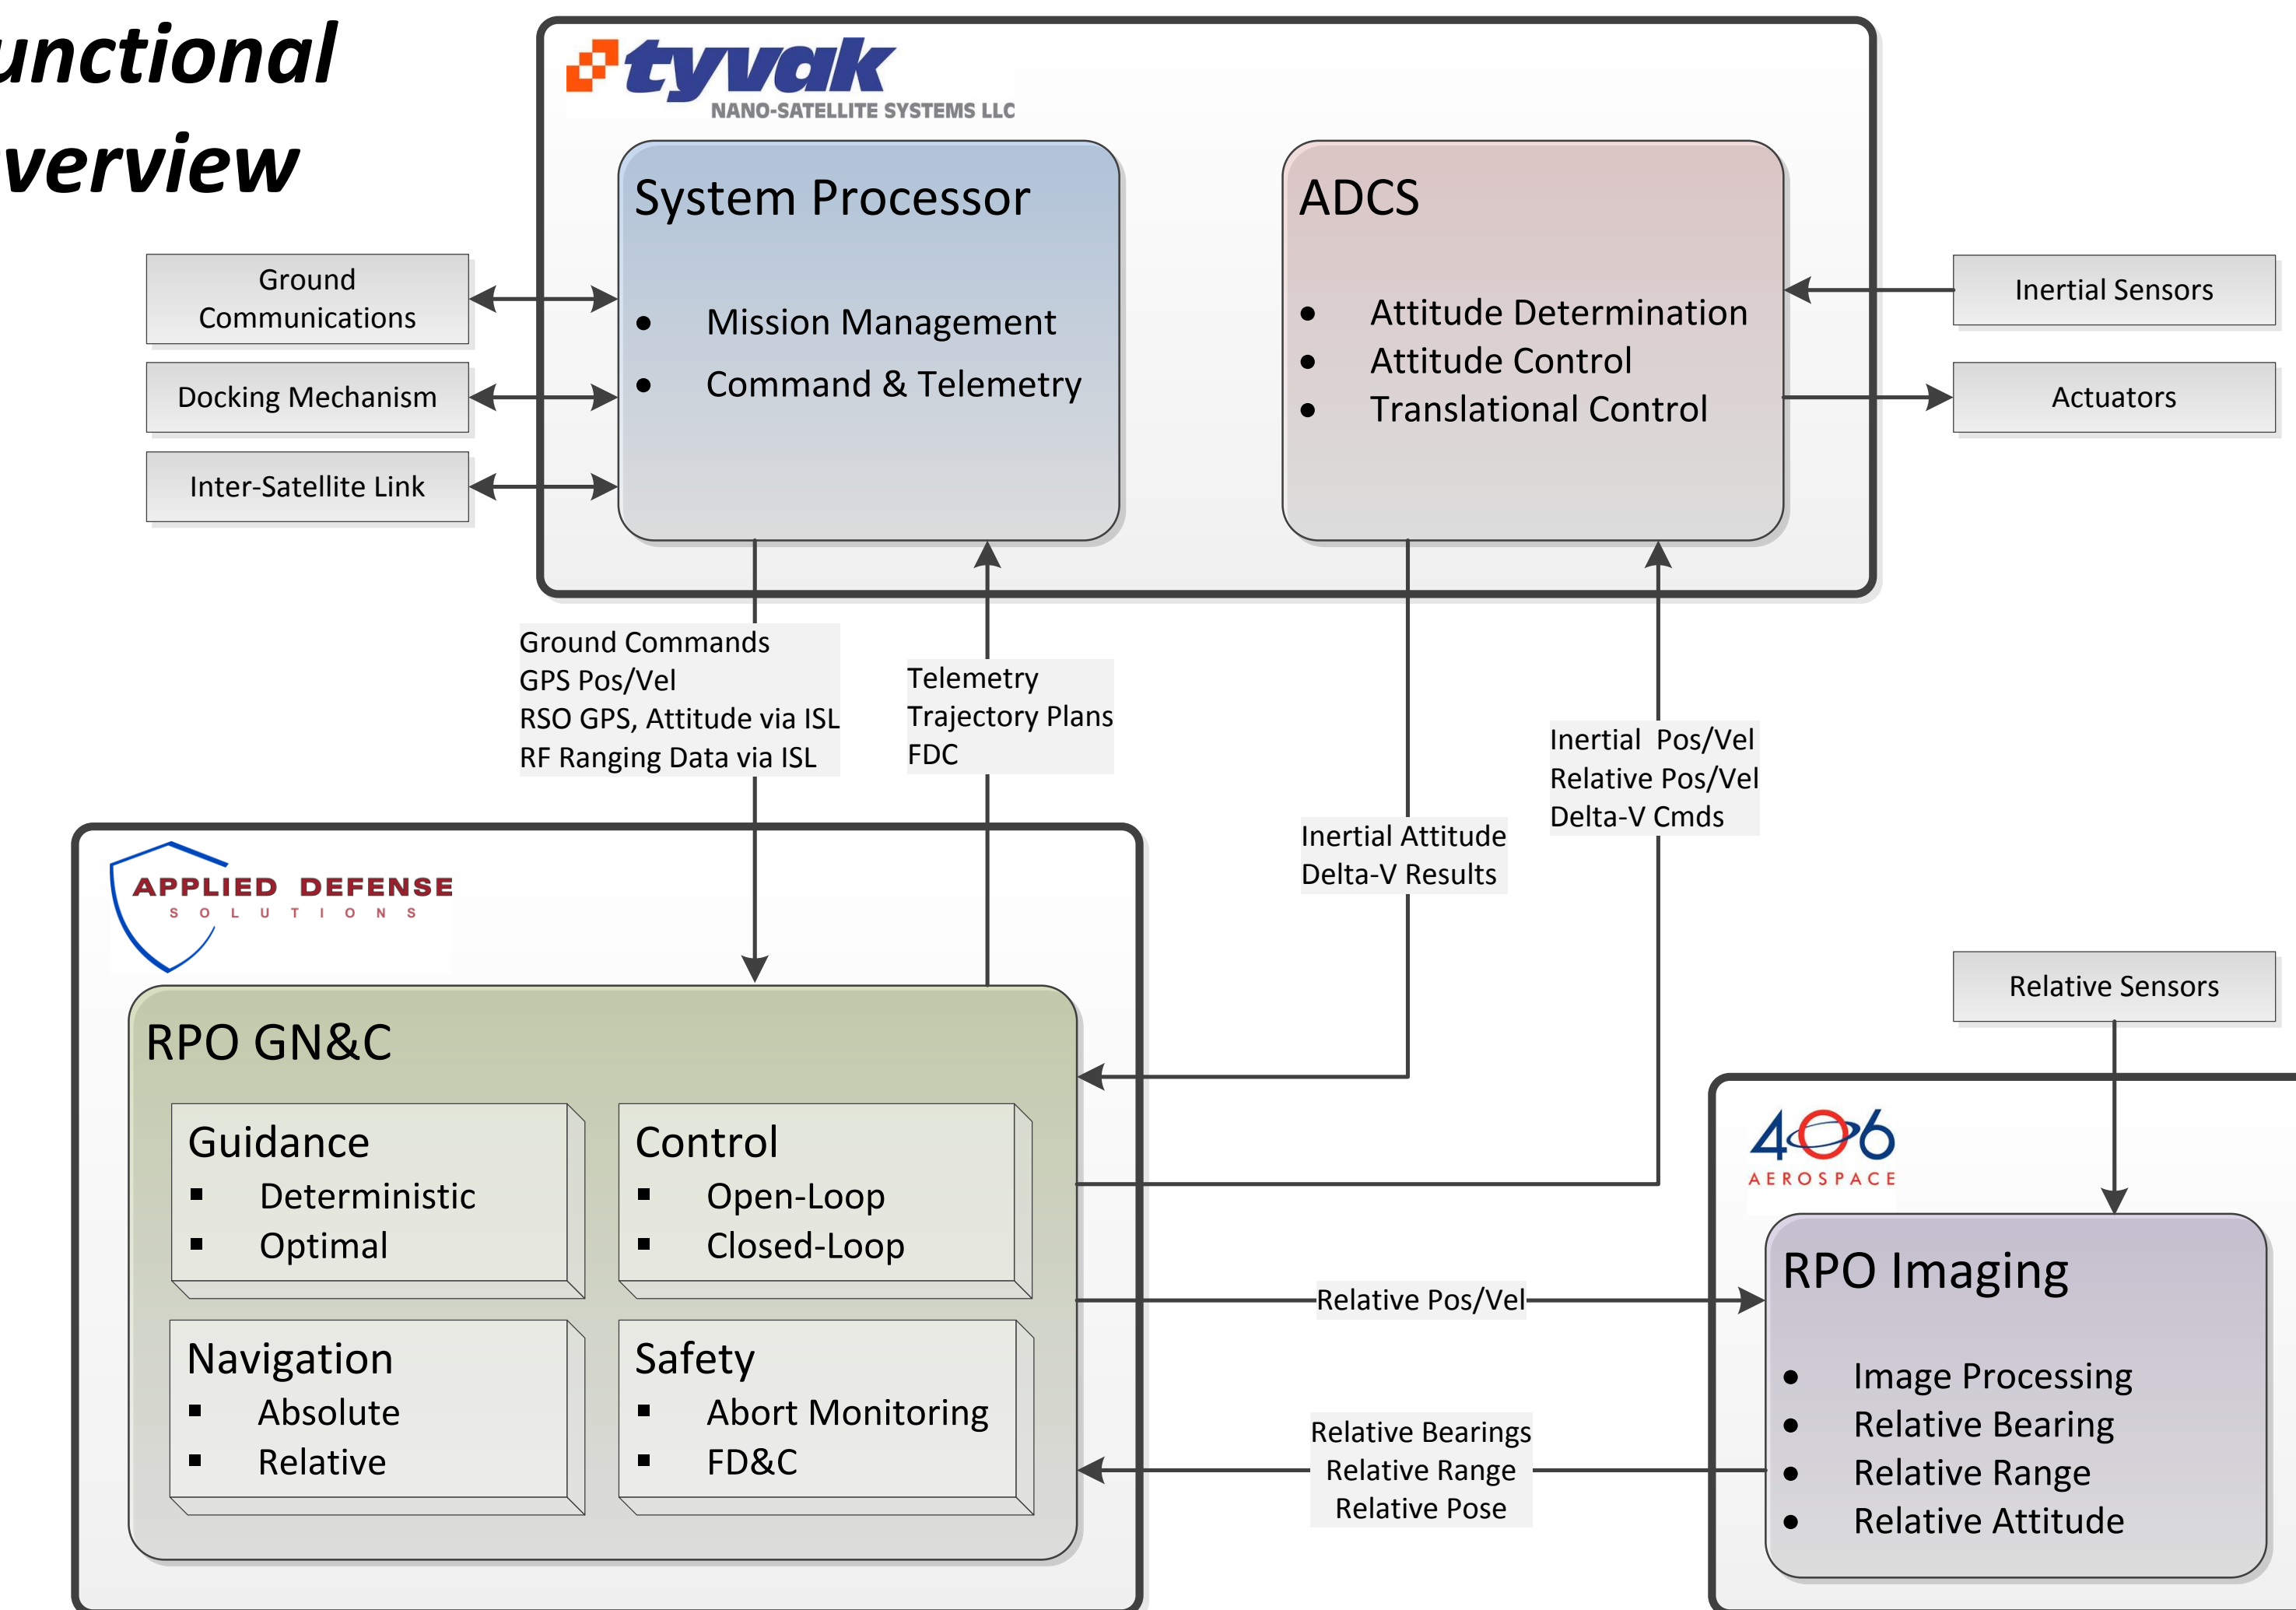 unctional
verview
tyvak
NANO-SATELLITE SYSTEMS LLC
System Processor
• Mission Management
• Command & Telemetry
ADCS
• Attitude Determination
• Attitude Control
• Translational Control
Ground
Communications
Docking Mechanism
Inter-Satellite Link
Inertial Sensors
Actuators
Ground Commands
GPS Pos/Vel
RSO GPS, Attitude via ISL
RF Ranging Data via ISL
Telemetry
Trajectory Plans
FDC
Inertial Attitude
Delta-V Results
Inertial Pos/Vel
Relative Pos/Vel
Delta-V Cmds
APPLIED DEFENSE
SOLUTIONS
RPO GN&C
Guidance
▪ Deterministic
▪ Optimal
Control
▪ Open-Loop
▪ Closed-Loop
Navigation
▪ Absolute
▪ Relative
Safety
▪ Abort Monitoring
▪ FD&C
Relative Pos/Vel
Relative Bearings
Relative Range
Relative Pose
Relative Sensors
406
AEROSPACE
RPO Imaging
• Image Processing
• Relative Bearing
• Relative Range
• Relative Attitude